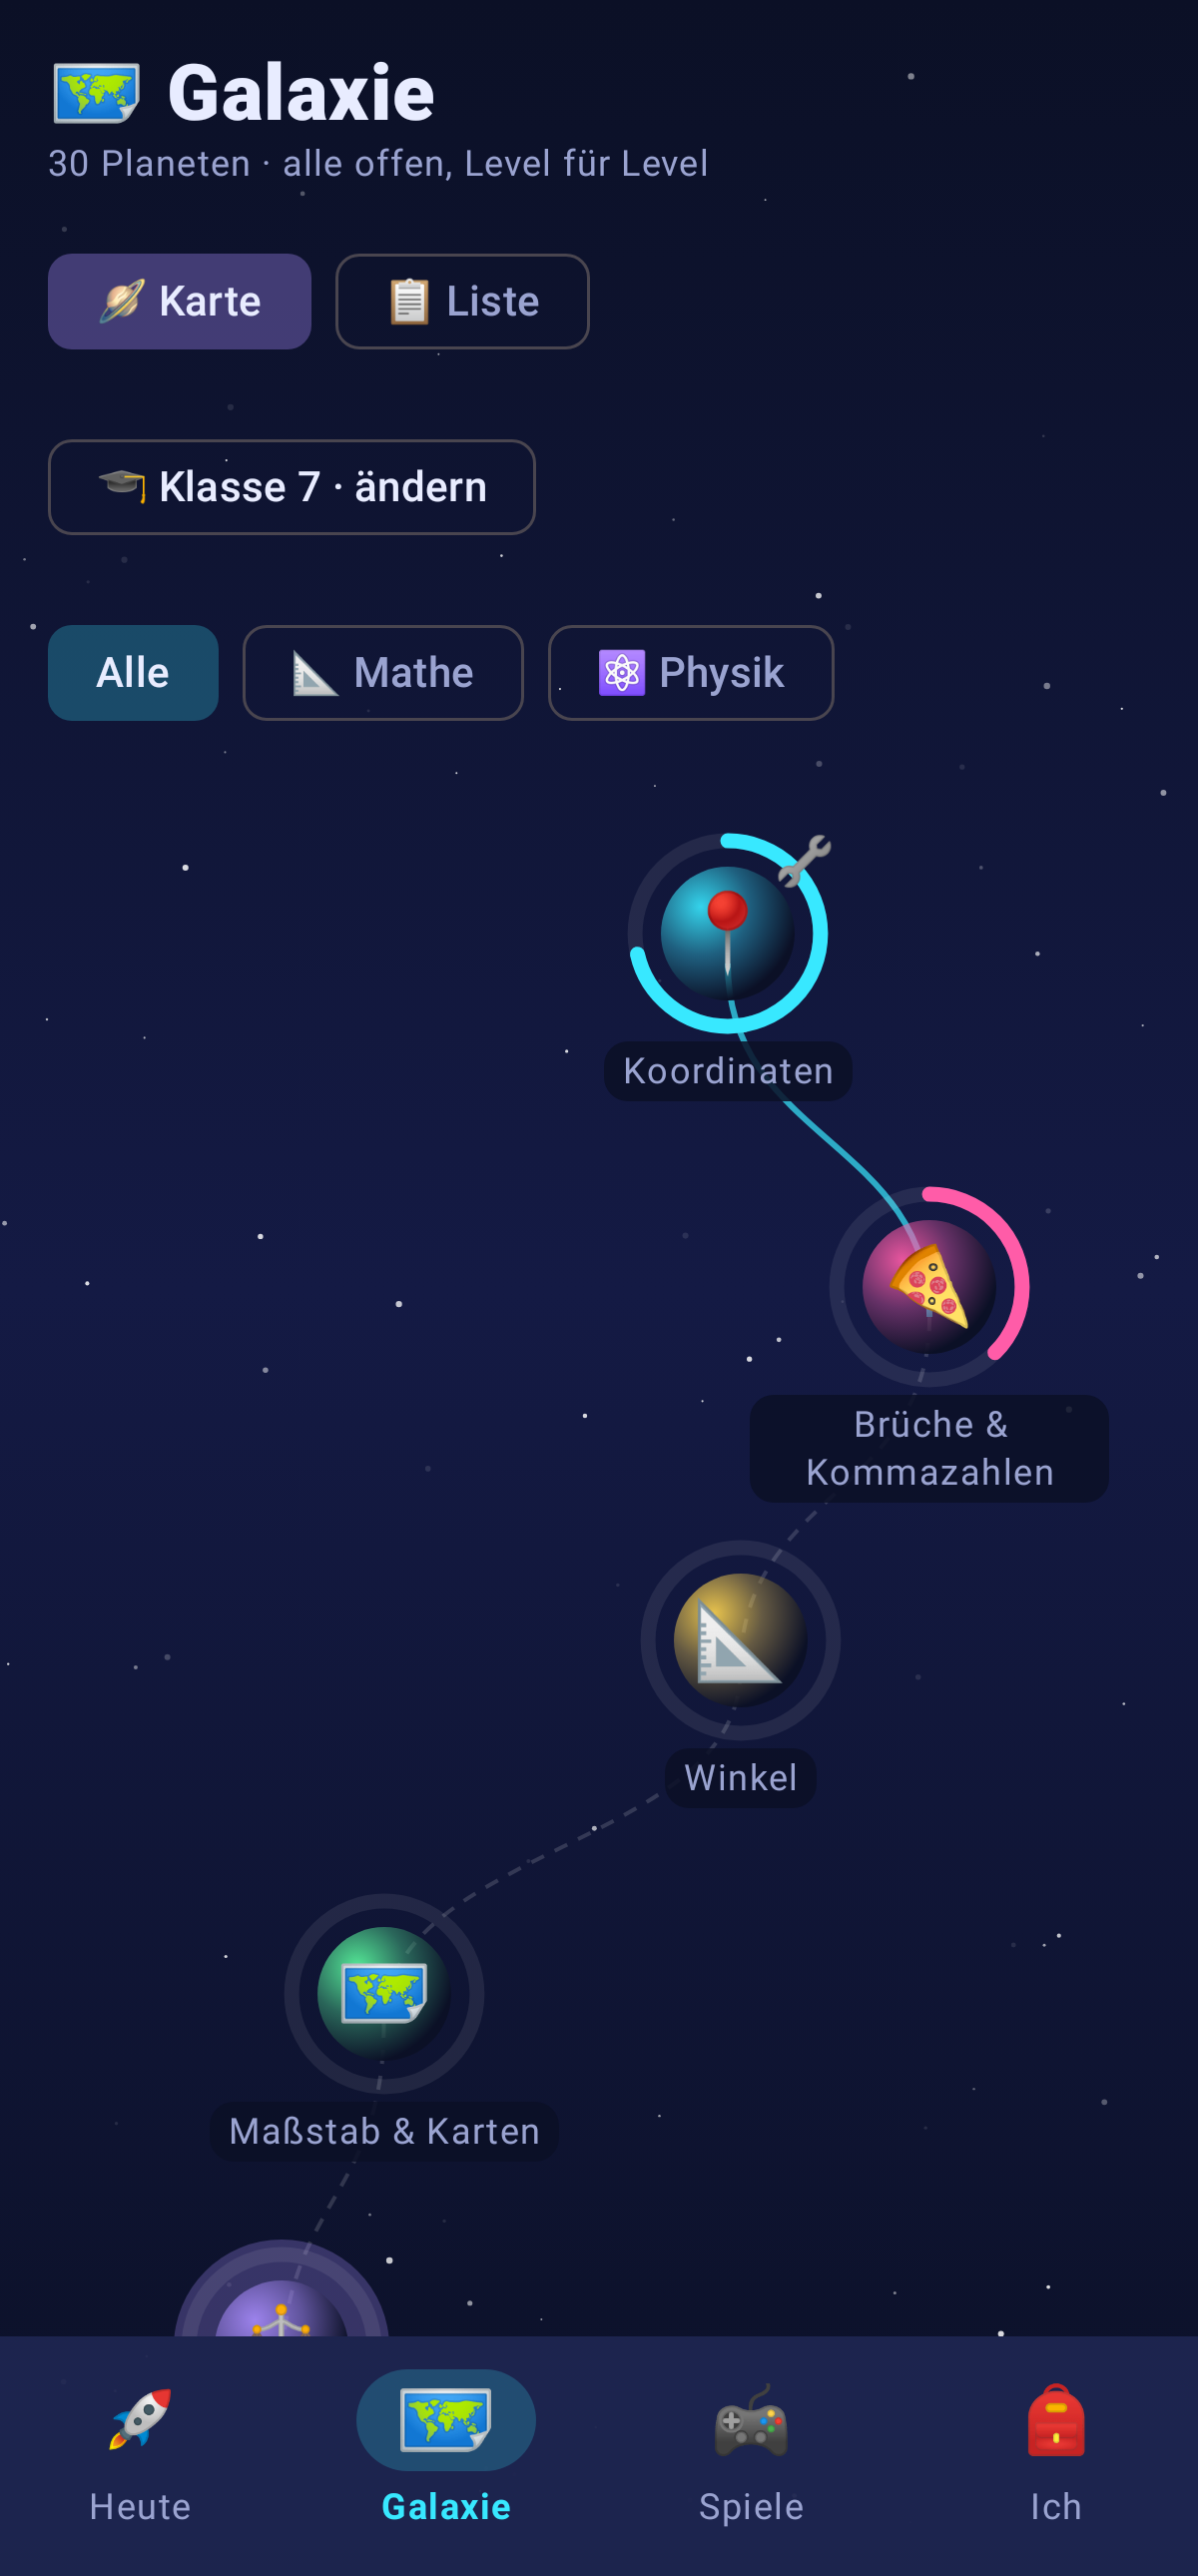 Galaxie
30 Planeten · alle offen, Level für Level
Karte
Liste
Klasse 7 · ändern
Alle
Mathe
Physik
Koordinaten
Brüche &
Kommazahlen
Winkel
Maßstab & Karten
Heute
Galaxie
Spiele
Ich